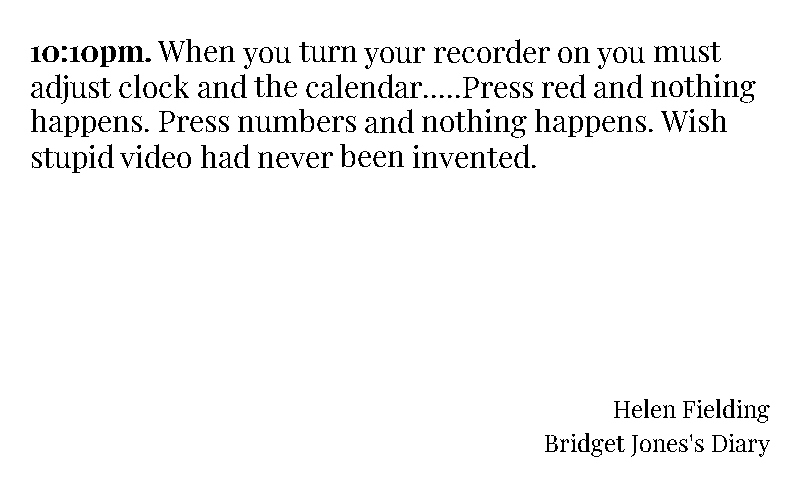 10:10pm. When you turn your recorder on you must
adjust clock and the calendar.....Press red and nothing
happens. Press numbers and nothing happens. Wish
stupid video had never been invented.
Helen Fielding
Bridget Jones's Diary